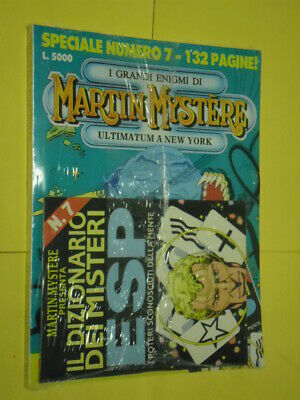 SPECIALE NUMERO 7 - 132 PAGINE!
L. 5000
I GRANDI ENIGMI DI
MARTIN MYSTÈRE
ULTIMATUM A NEW YORK
N. 7
MARTIN MYSTÈRE
PRESENTA
IL DIZIONARIO
DEI MISTERI
ESP
I POTERI SCONOSCIUTI DELLA MENTE